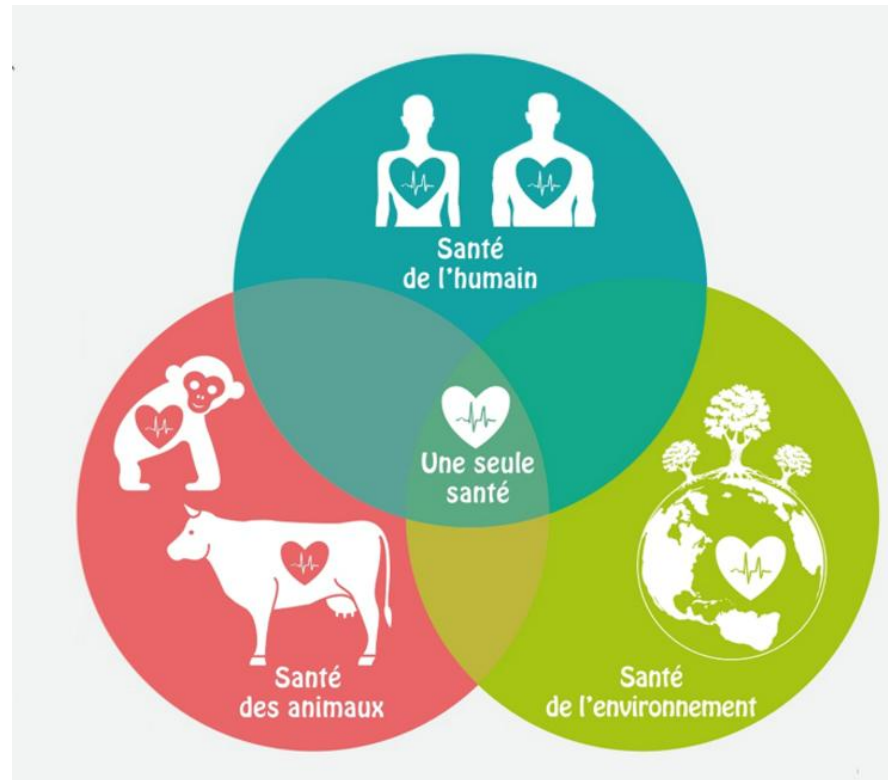 Santé
de l'humain
Une seule
santé
Santé
des animaux
Santé
de l'environnement